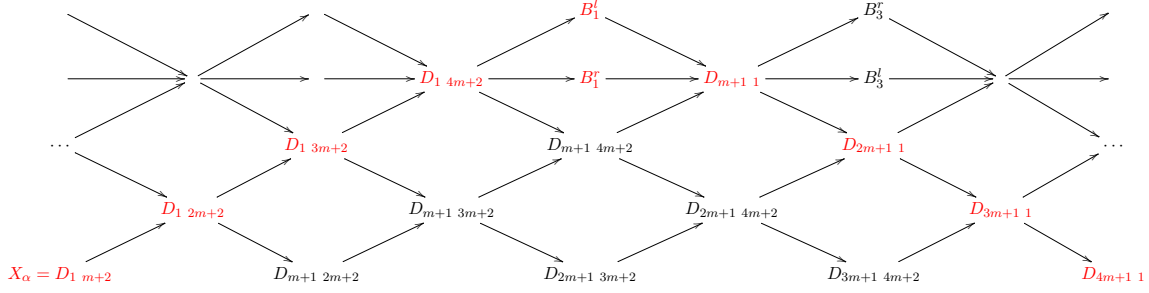 $B_1^l$ $B_3^r$
$D_{1\ 4m+2}$ $B_1^r$ $D_{m+1\ 1}$ $B_3^l$
$\cdots$ $D_{1\ 3m+2}$ $D_{m+1\ 4m+2}$ $D_{2m+1\ 1}$ $\cdots$
$D_{1\ 2m+2}$ $D_{m+1\ 3m+2}$ $D_{2m+1\ 4m+2}$ $D_{3m+1\ 1}$
$X_\alpha = D_{1\ m+2}$ $D_{m+1\ 2m+2}$ $D_{2m+1\ 3m+2}$ $D_{3m+1\ 4m+2}$ $D_{4m+1\ 1}$